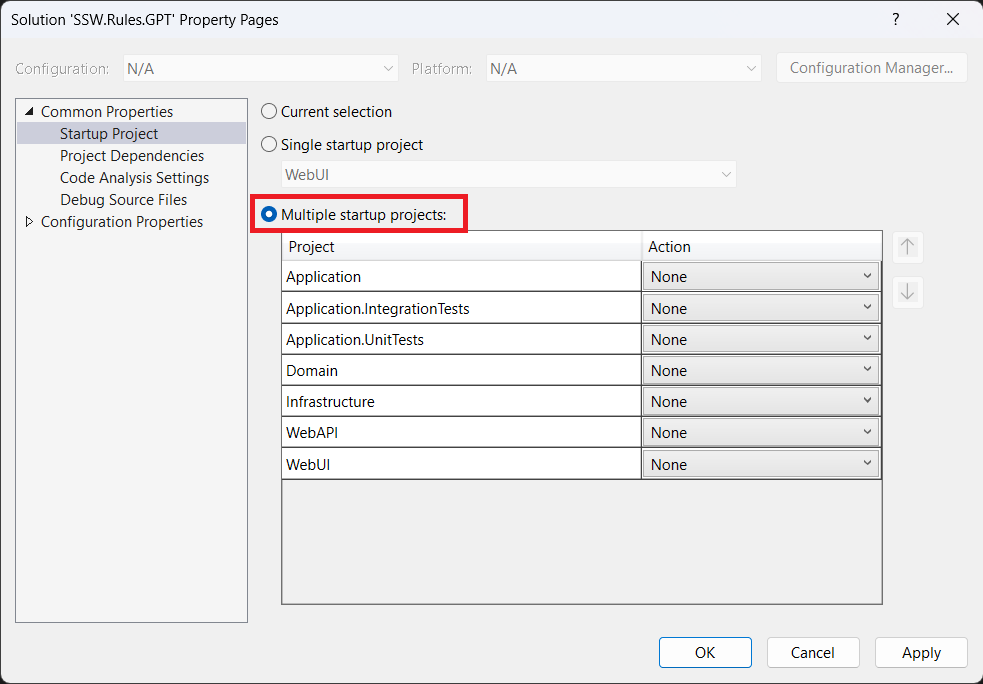 Solution 'SSW.Rules.GPT' Property Pages ?
Configuration: N/A Platform: N/A Configuration Manager...
Common Properties
Startup Project
Project Dependencies
Code Analysis Settings
Debug Source Files
Configuration Properties
Current selection
Single startup project
WebUI
Multiple startup projects:
Project Action
Application None
Application.IntegrationTests None
Application.UnitTests None
Domain None
Infrastructure None
WebAPI None
WebUI None
OK Cancel Apply